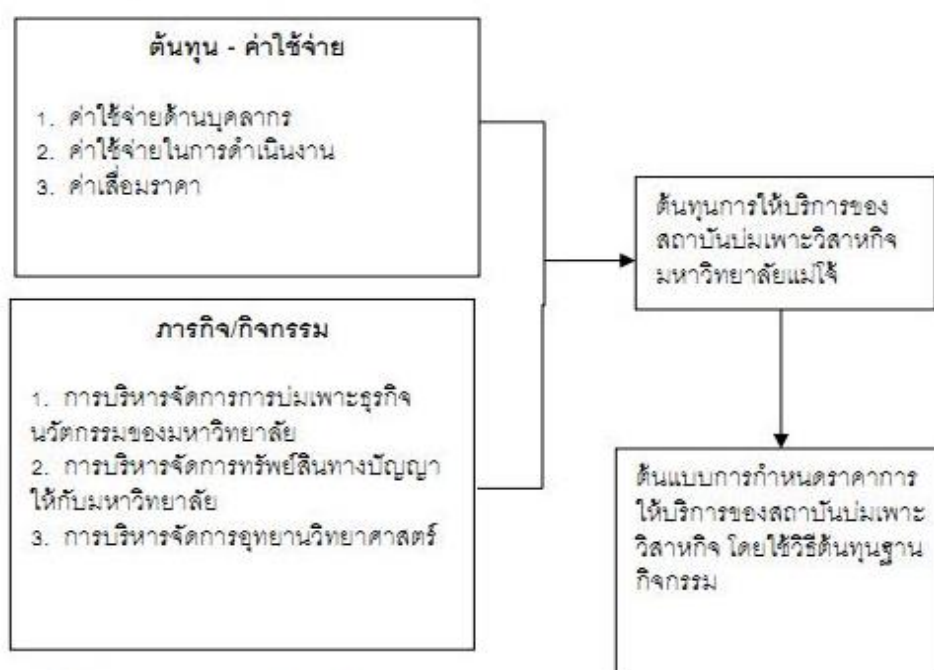 ต้นทุน - ค่าใช้จ่าย
1. ค่าใช้จ่ายด้านบุคลากร
2. ค่าใช้จ่ายในการดำเนินงาน
3. ค่าเสื่อมราคา
ภารกิจ/กิจกรรม
1. การบริหารจัดการการบ่มเพาะธุรกิจ
นวัตกรรมของมหาวิทยาลัย
2. การบริหารจัดการทรัพย์สินทางปัญญา
ให้กับมหาวิทยาลัย
3. การบริหารจัดการอุทยานวิทยาศาสตร์
ต้นทุนการให้บริการของ
สถาบันบ่มเพาะวิสาหกิจ
มหาวิทยาลัยแม่โจ้
ต้นแบบการกำหนดราคาการ
ให้บริการของสถาบันบ่มเพาะ
วิสาหกิจ โดยใช้วิธีต้นทุนฐาน
กิจกรรม